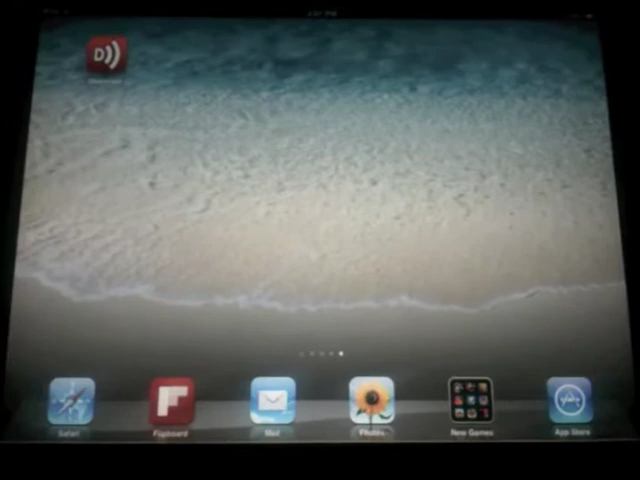 D
Safari
Flipboard
Mail
Photos
New Games
App Store